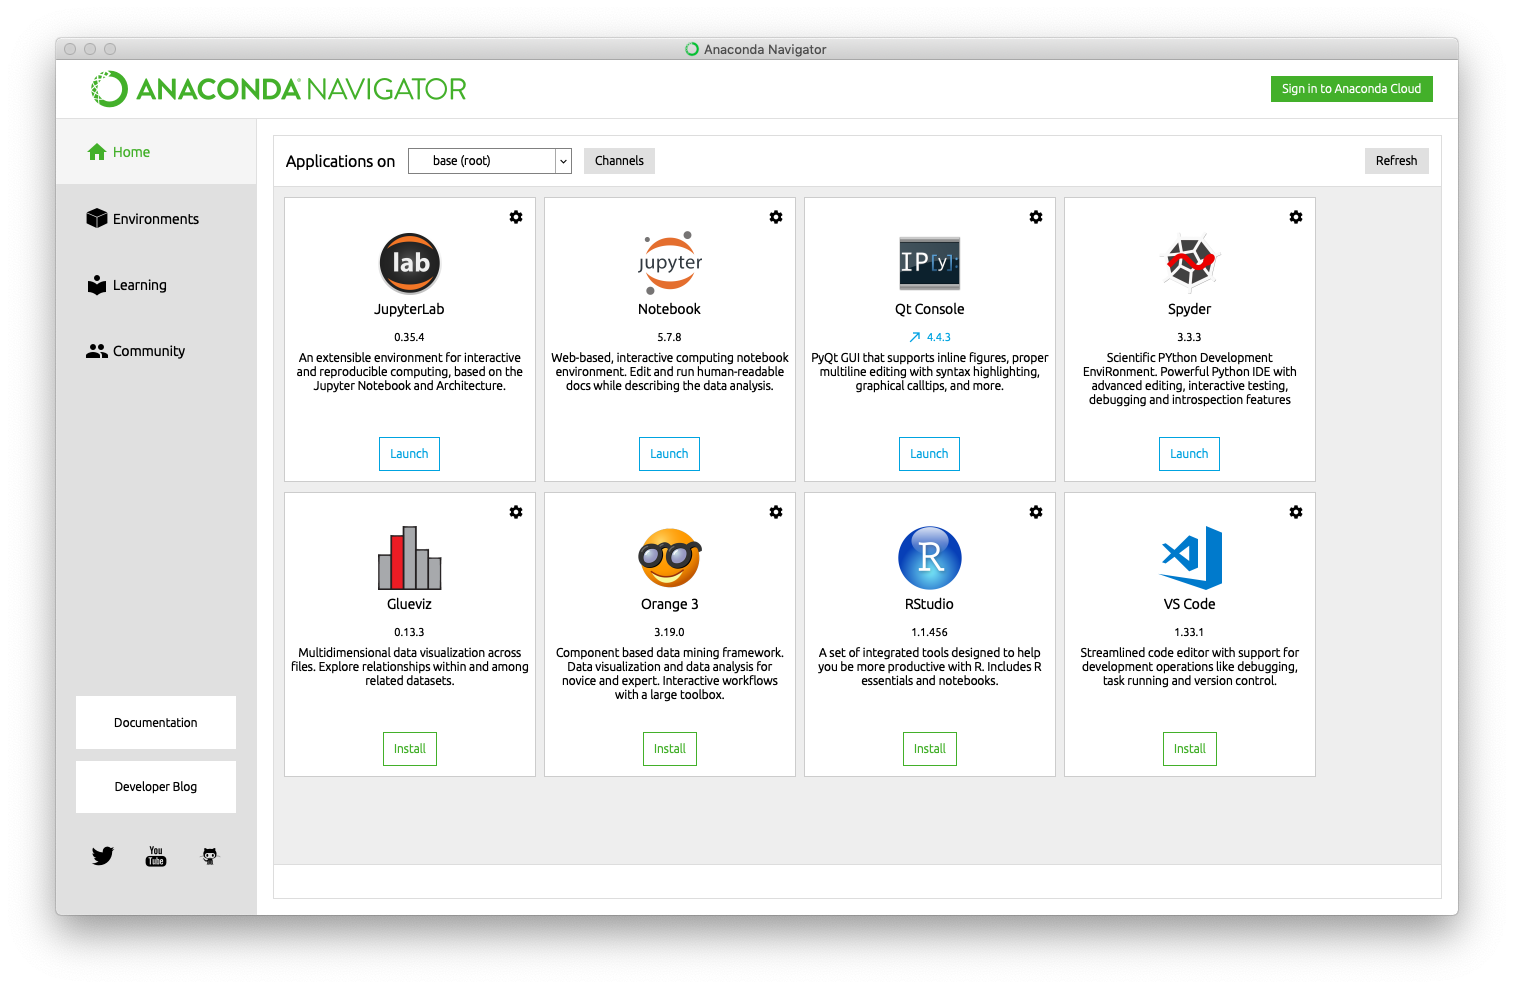 Anaconda Navigator
ANACONDA NAVIGATOR
Sign in to Anaconda Cloud
Home
Environments
Learning
Community
Documentation
Developer Blog
You
Tube
Applications on
base (root)
Channels
Refresh
lab
JupyterLab
0.35.4
An extensible environment for interactive
and reproducible computing, based on the
Jupyter Notebook and Architecture.
Launch
jupyter
Notebook
5.7.8
Web-based, interactive computing notebook
environment. Edit and run human-readable
docs while describing the data analysis.
Launch
IP[y]:
Qt Console
4.4.3
PyQt GUI that supports inline figures, proper
multiline editing with syntax highlighting,
graphical calltips, and more.
Launch
Spyder
3.3.3
Scientific PYthon Development
EnviRonment. Powerful Python IDE with
advanced editing, interactive testing,
debugging and introspection features
Launch
Glueviz
0.13.3
Multidimensional data visualization across
files. Explore relationships within and among
related datasets.
Install
Orange 3
3.19.0
Component based data mining framework.
Data visualization and data analysis for
novice and expert. Interactive workflows
with a large toolbox.
Install
R
RStudio
1.1.456
A set of integrated tools designed to help
you be more productive with R. Includes R
essentials and notebooks.
Install
VS Code
1.33.1
Streamlined code editor with support for
development operations like debugging,
task running and version control.
Install